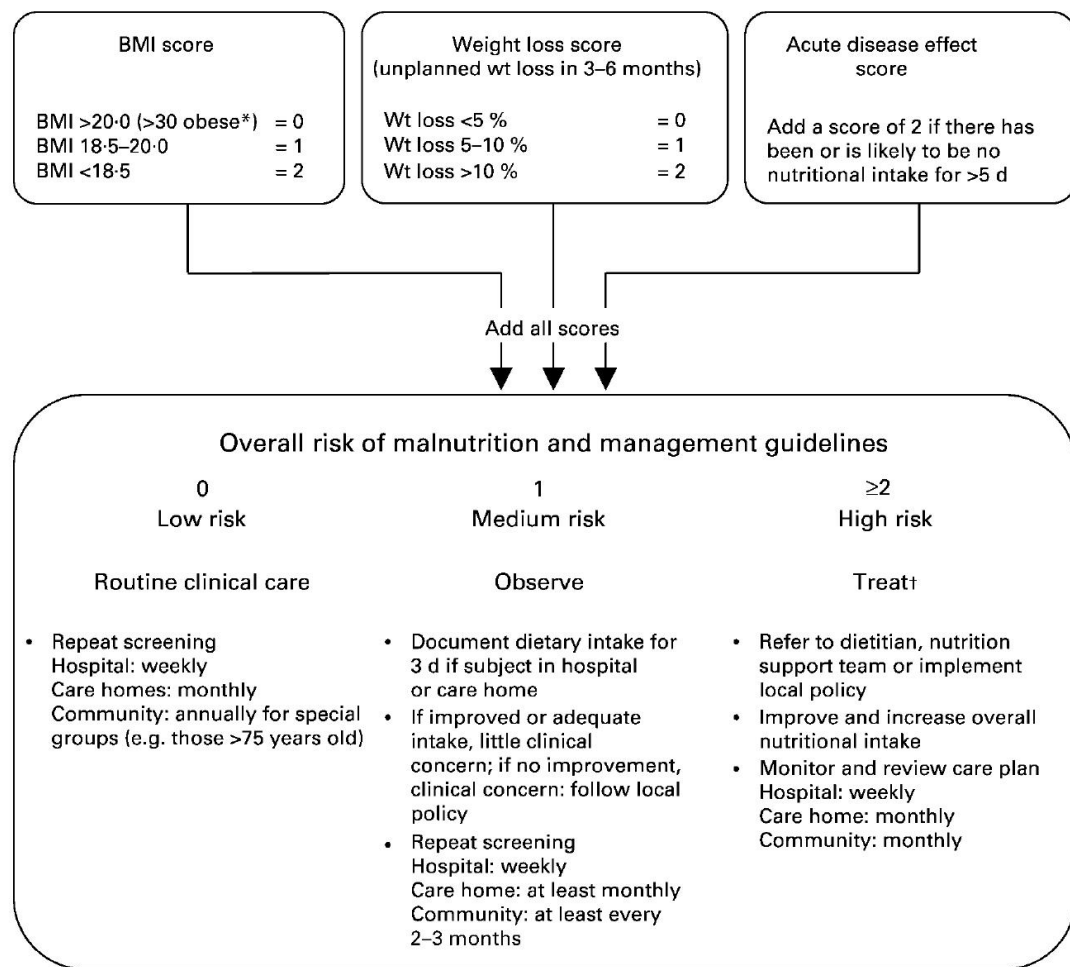 BMI score
BMI >20·0 (>30 obese*) = 0
BMI 18·5–20·0 = 1
BMI <18·5 = 2
Weight loss score
(unplanned wt loss in 3–6 months)
Wt loss <5 % = 0
Wt loss 5–10 % = 1
Wt loss >10 % = 2
Acute disease effect
score
Add a score of 2 if there has
been or is likely to be no
nutritional intake for >5 d
Add all scores
Overall risk of malnutrition and management guidelines
0
Low risk
Routine clinical care
• Repeat screening
Hospital: weekly
Care homes: monthly
Community: annually for special
groups (e.g. those >75 years old)
1
Medium risk
Observe
• Document dietary intake for
3 d if subject in hospital
or care home
• If improved or adequate
intake, little clinical
concern; if no improvement,
clinical concern: follow local
policy
• Repeat screening
Hospital: weekly
Care home: at least monthly
Community: at least every
2–3 months
≥2
High risk
Treat†
• Refer to dietitian, nutrition
support team or implement
local policy
• Improve and increase overall
nutritional intake
• Monitor and review care plan
Hospital: weekly
Care home: monthly
Community: monthly